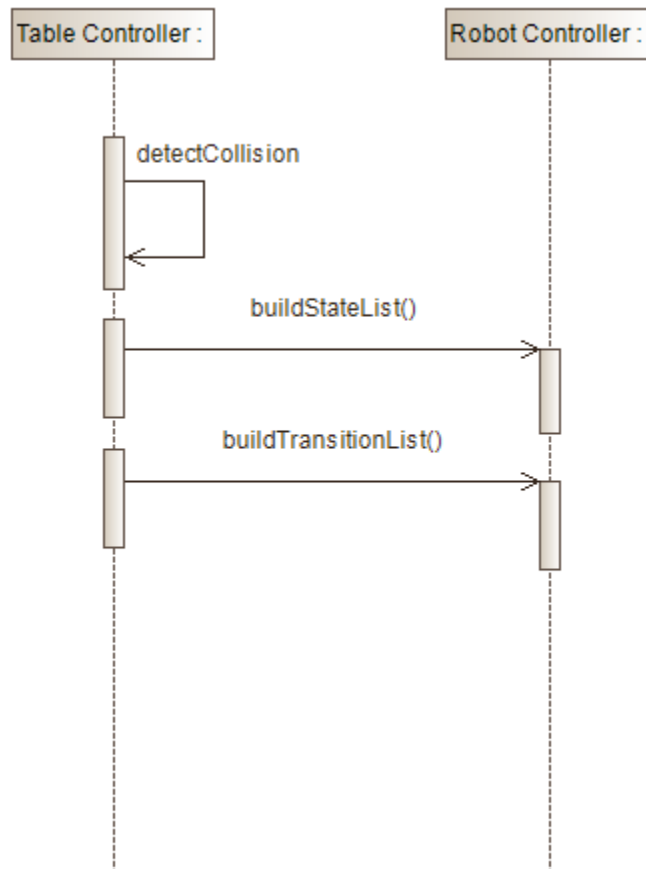 Table Controller :
Robot Controller :
detectCollision
buildStateList()
buildTransitionList()